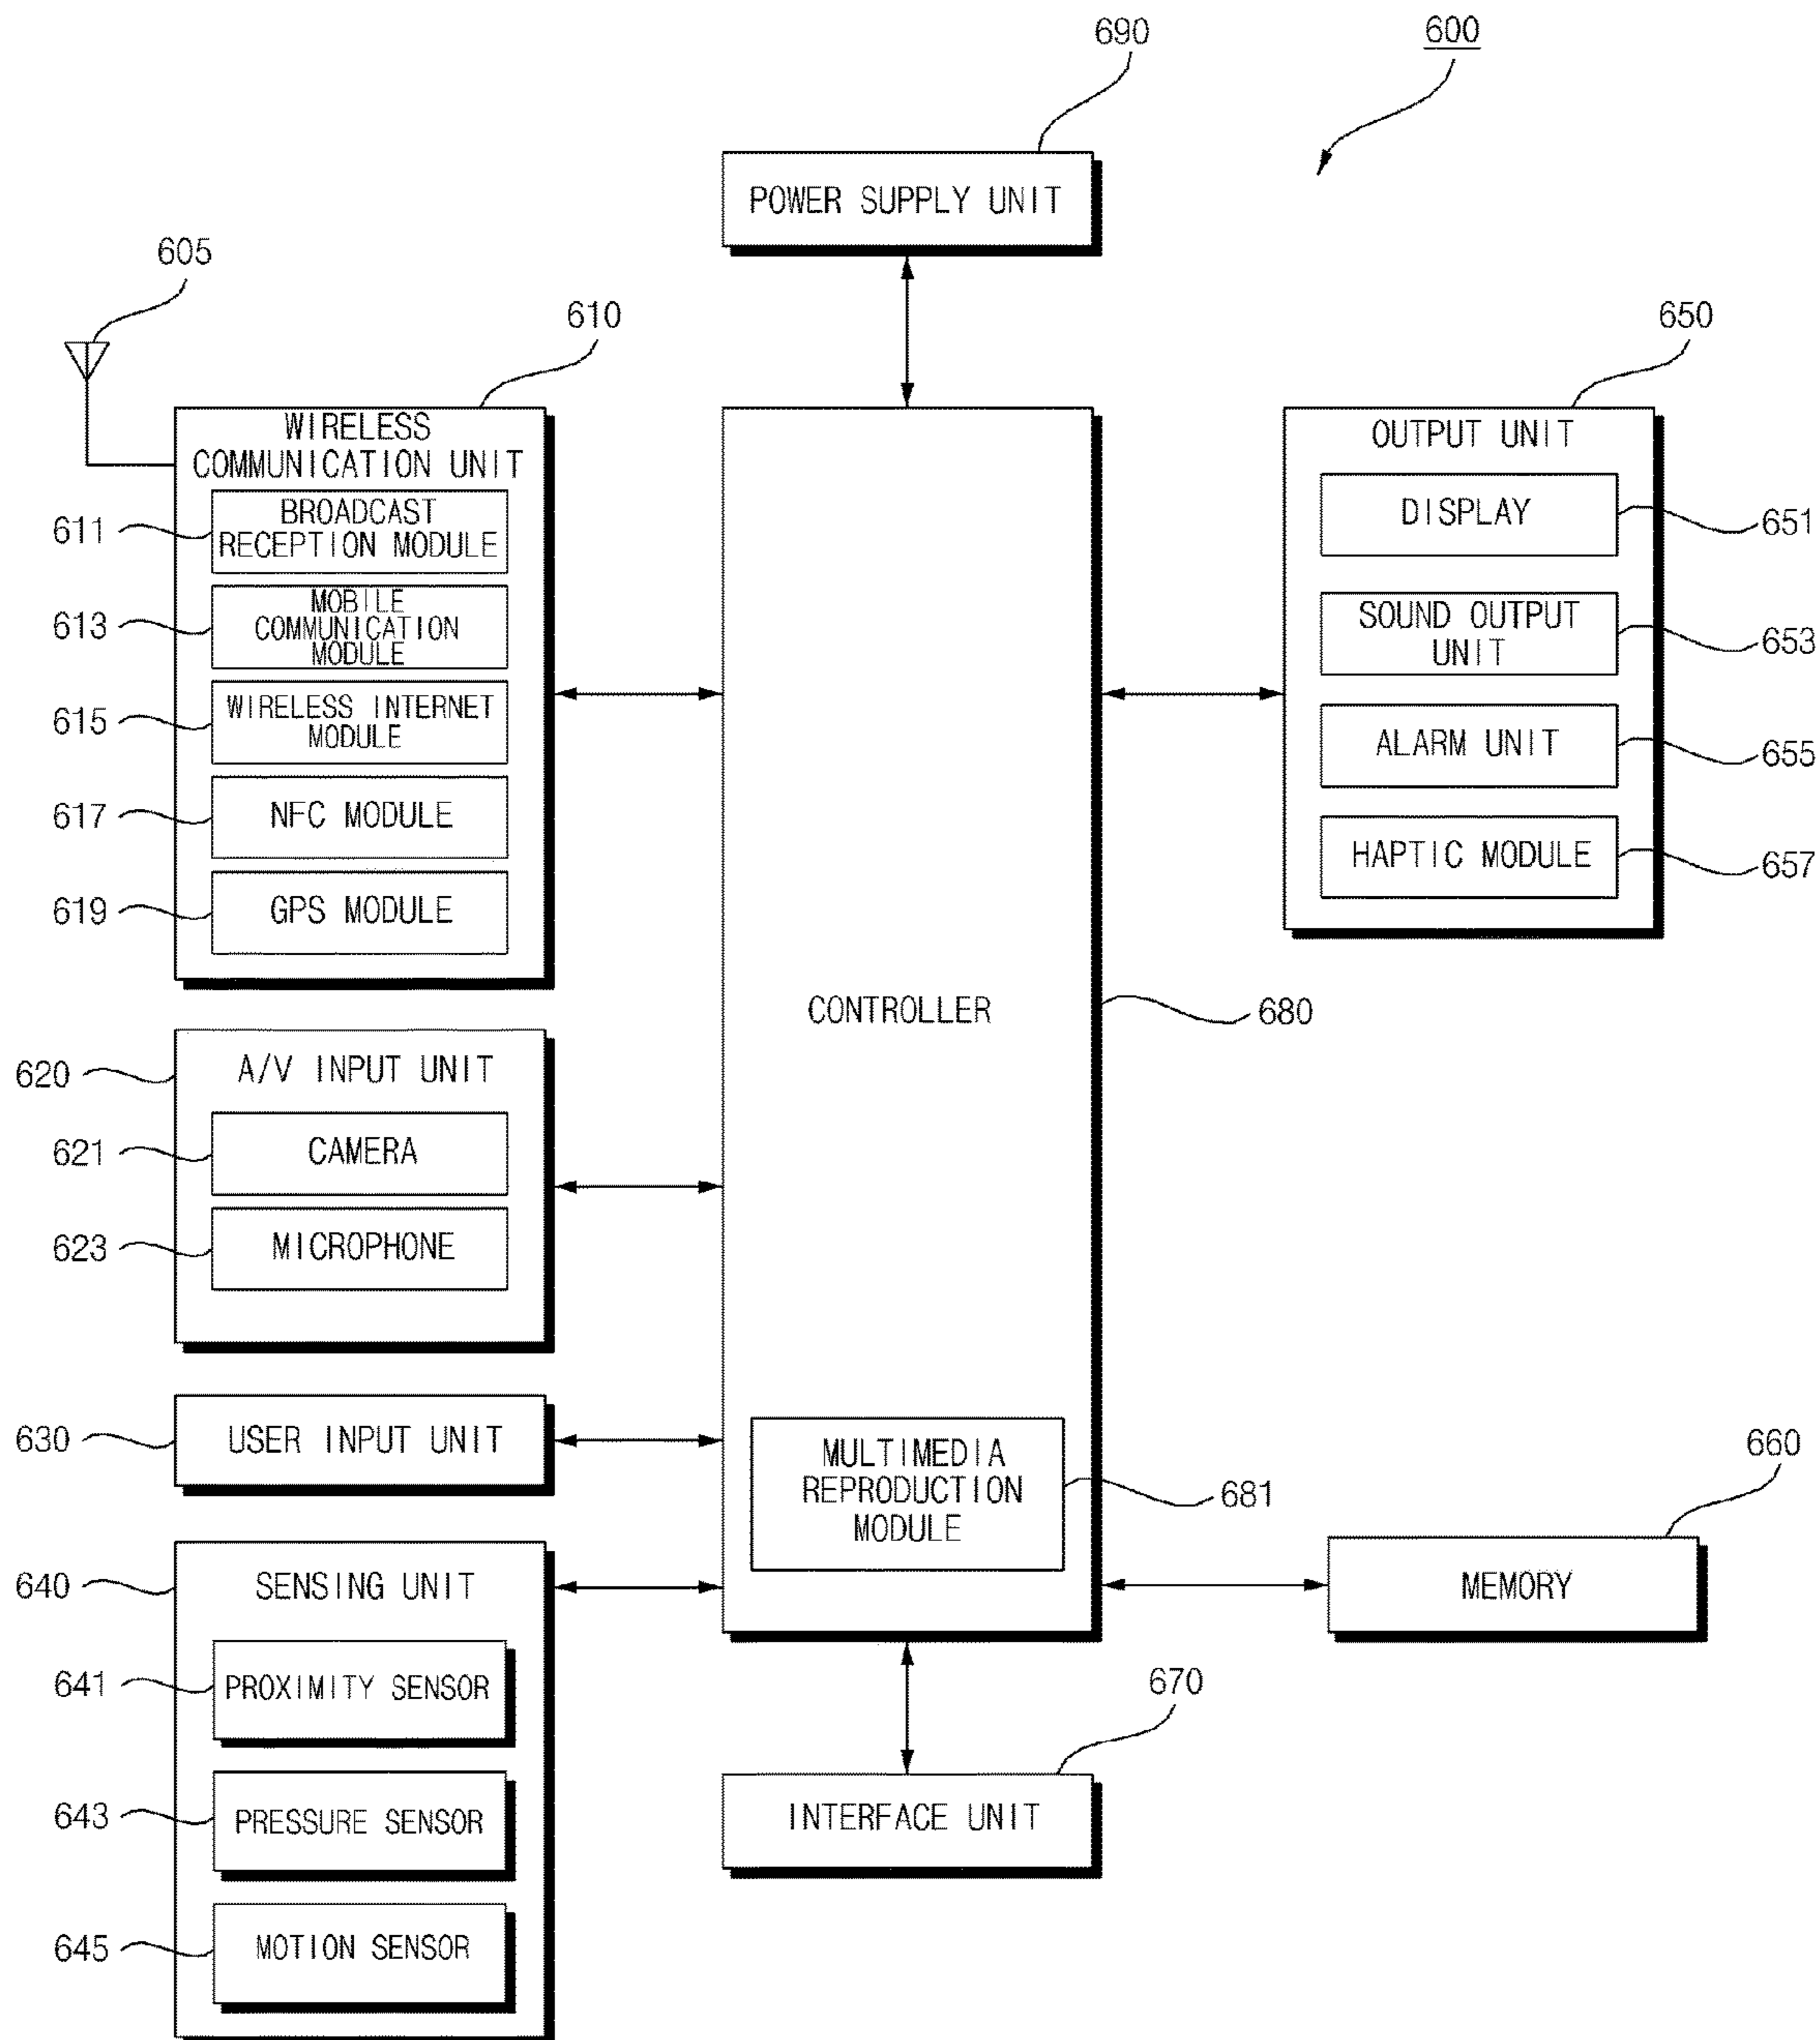 690
600
POWER SUPPLY UNIT
605
610
650
WIRELESS
COMMUNICATION UNIT
611
BROADCAST
RECEPTION MODULE
613
MOBILE
COMMUNICATION
MODULE
615
WIRELESS INTERNET
MODULE
617
NFC MODULE
619
GPS MODULE
OUTPUT UNIT
DISPLAY
651
SOUND OUTPUT
UNIT
653
ALARM UNIT
655
HAPTIC MODULE
657
CONTROLLER
680
620
A/V INPUT UNIT
621
CAMERA
623
MICROPHONE
630
USER INPUT UNIT
MULTIMEDIA
REPRODUCTION
MODULE
681
660
MEMORY
640
SENSING UNIT
641
PROXIMITY SENSOR
643
PRESSURE SENSOR
645
MOTION SENSOR
670
INTERFACE UNIT